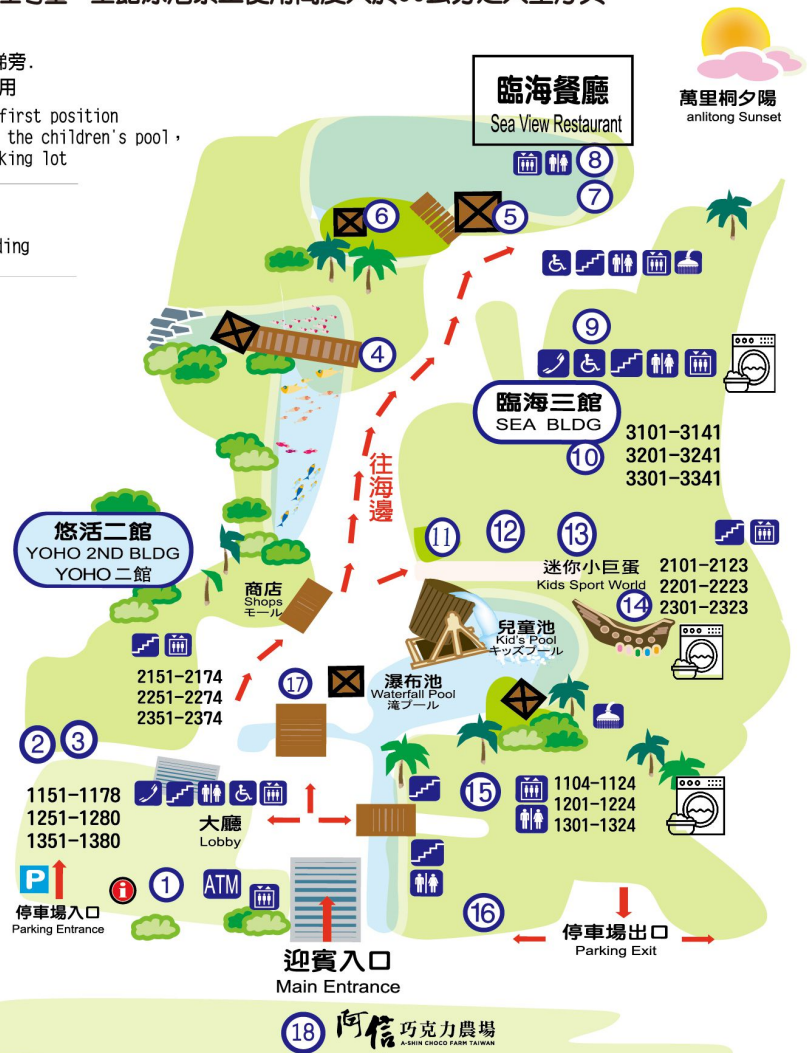 梯旁.
用
first position
the children's pool，
king lot
ding
臨海餐廳
Sea View Restaurant
萬里桐夕陽
anlitong Sunset
8
7
6
5
4
9
臨海三館
SEA BLDG
10
3101-3141
3201-3241
3301-3341
往海邊
悠活二館
YOHO 2ND BLDG
YOHO 二館
11
12
13
迷你小巨蛋
Kids Sport World
14
2101-2123
2201-2223
2301-2323
商店
Shops
モール
兒童池
Kid's Pool
キッズプール
瀑布池
Waterfall Pool
滝プール
17
2151-2174
2251-2274
2351-2374
2
3
1151-1178
1251-1280
1351-1380
大廳
Lobby
15
1104-1124
1201-1224
1301-1324
P
停車場入口
Parking Entrance
i
1
ATM
16
停車場出口
Parking Exit
迎賓入口
Main Entrance
18
阿信巧克力農場
A-SHIN CHOCO FARM TAIWAN